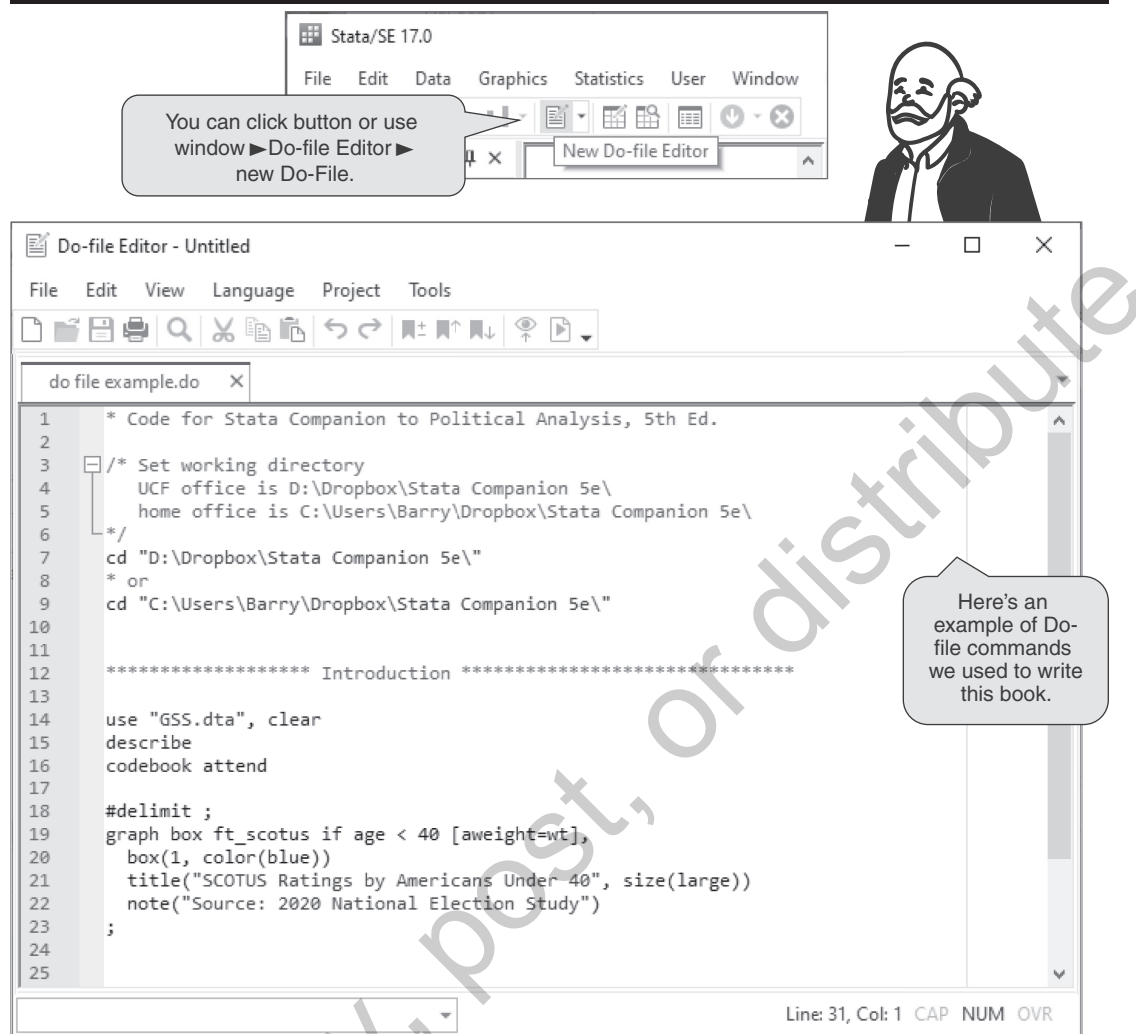 Stata/SE 17.0
File Edit Data Graphics Statistics User Window
You can click button or use
window ►Do-file Editor ►
new Do-File.
New Do-file Editor
Do-file Editor - Untitled
File Edit View Language Project Tools
do file example.do
1 * Code for Stata Companion to Political Analysis, 5th Ed.
2
3 /* Set working directory
4 UCF office is D:\Dropbox\Stata Companion 5e\
5 home office is C:\Users\Barry\Dropbox\Stata Companion 5e\
6 */
7 cd "D:\Dropbox\Stata Companion 5e\"
8 * or
9 cd "C:\Users\Barry\Dropbox\Stata Companion 5e\"
10
11
12 ******************* Introduction *******************************
13
14 use "GSS.dta", clear
15 describe
16 codebook attend
17
18 #delimit ;
19 graph box ft_scotus if age < 40 [aweight=wt],
20 box(1, color(blue))
21 title("SCOTUS Ratings by Americans Under 40", size(large))
22 note("Source: 2020 National Election Study")
23 ;
24
25
Here's an
example of Do-
file commands
we used to write
this book.
Line: 31, Col: 1 CAP NUM OVR
post, or distribute